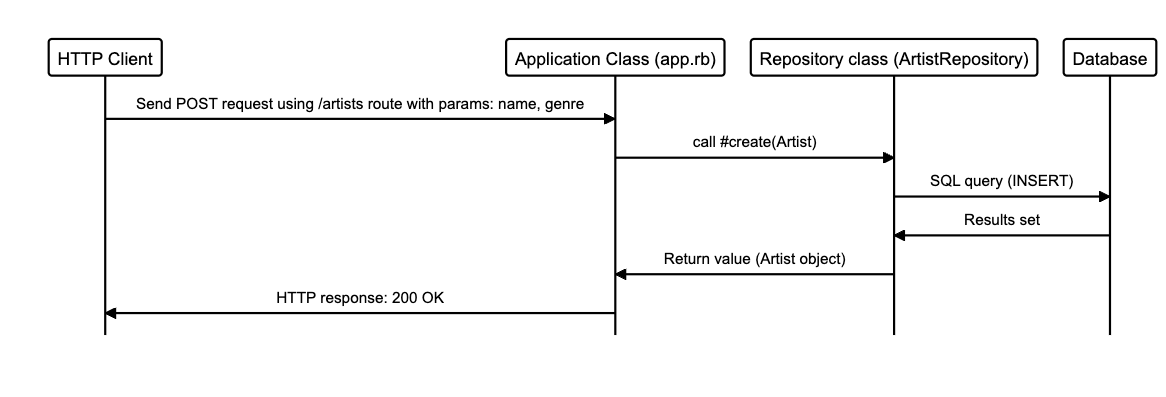 HTTP Client
Application Class (app.rb)
Repository class (ArtistRepository)
Database
Send POST request using /artists route with params: name, genre
call #create(Artist)
SQL query (INSERT)
Results set
Return value (Artist object)
HTTP response: 200 OK